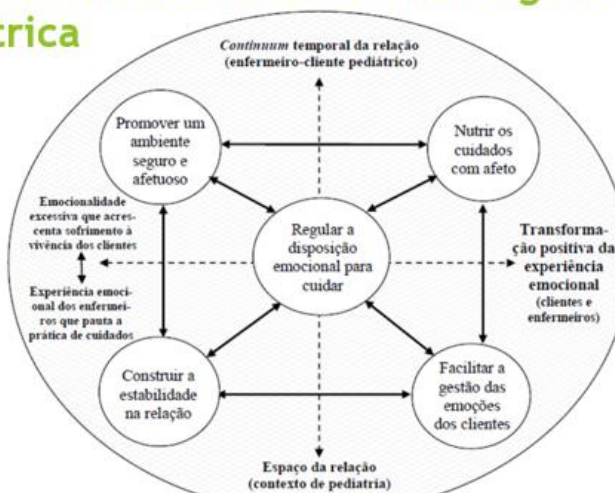 trica
Continuum temporal da relação
(enfermeiro-cliente pediátrico)
Promover um
ambiente
seguro e
afetuoso
Nutrir os
cuidados
com afeto
Emocionalidade
excessiva que acres-
centa sofrimento à
vivência dos clientes
Regular a
disposição
emocional para
cuidar
Transforma-
ção positiva da
experiência
emocional
(clientes e
enfermeiros)
Experiência emoci-
onal dos enfermei-
ros que pauta a
prática de cuidados
Construir a
estabilidade
na relação
Facilitar a
gestão das
emoções
dos clientes
Espaço da relação
(contexto de pediatria)